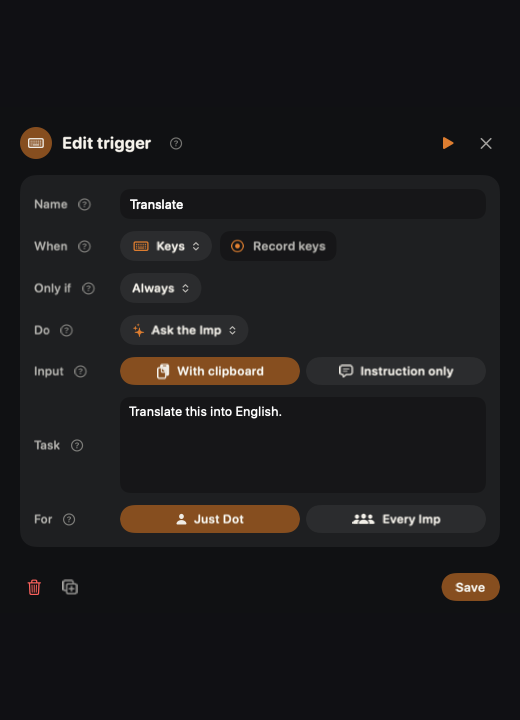 Edit trigger
Name
Translate
When
Keys
Record keys
Only if
Always
Do
Ask the Imp
Input
With clipboard
Instruction only
Translate this into English.
Task
For
Just Dot
Every Imp
Save